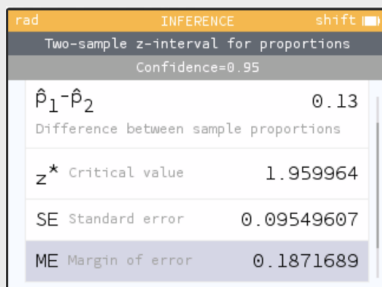 rad INFERENCE shift
Two-sample z-interval for proportions
Confidence=0.95
p̂₁-p̂₂ 0.13
Difference between sample proportions
z* Critical value 1.959964
SE Standard error 0.09549607
ME Margin of error 0.1871689